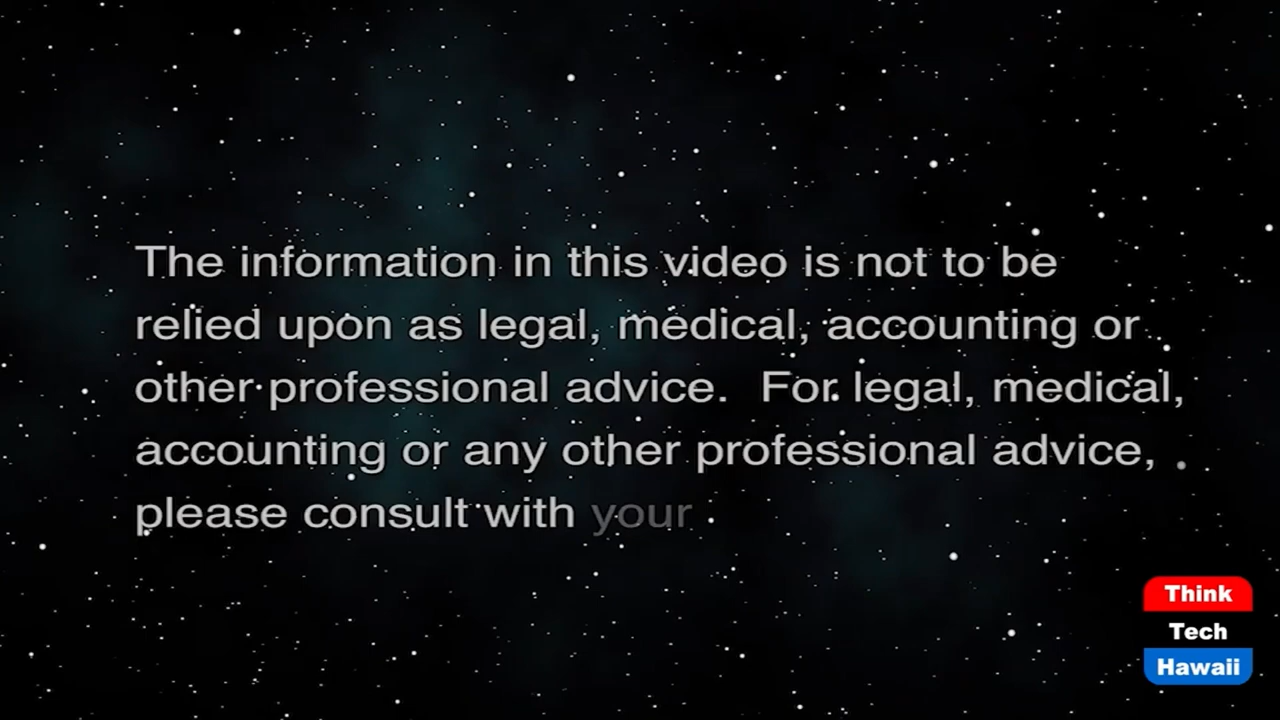 The information in this video is not to be
relied upon as legal, medical, accounting or
other professional advice.  For legal, medical,
accounting or any other professional advice,
please consult with your
Think
Tech
Hawaii